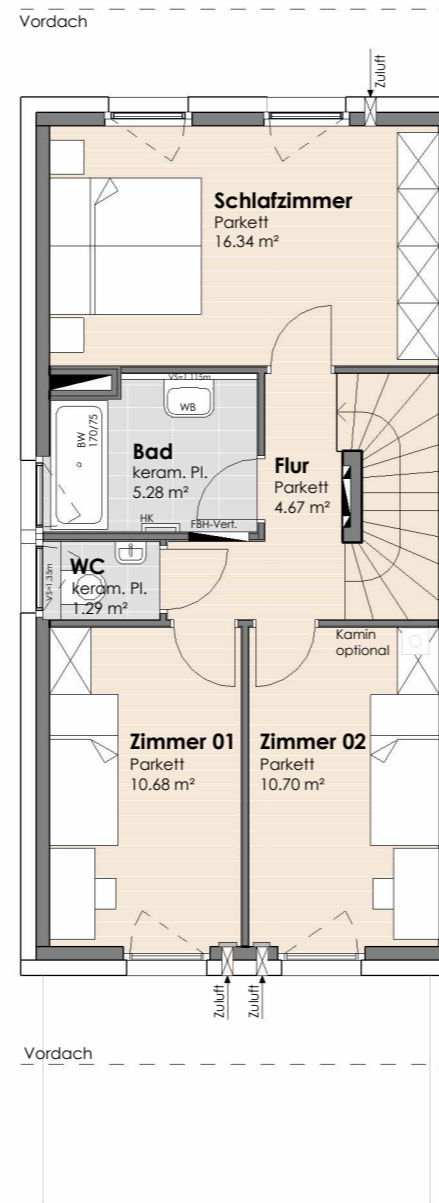 Vordach
Zuluft
Schlafzimmer
Parkett
16.34 m²
VS=1.115m
WB
BW
170/75
Bad
keram. Pl.
5.28 m²
Flur
Parkett
4.67 m²
HK
FBH-Vert.
WC
keram. Pl.
1.29 m²
VS=1.35m
Kamin
optional
Zimmer 01
Parkett
10.68 m²
Zimmer 02
Parkett
10.70 m²
Zuluft
Zuluft
Vordach